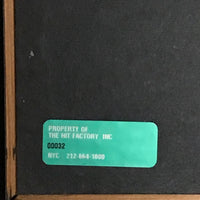 PROPERTY OF
THE HIT FACTORY INC
00032
NYC 212-664-1000